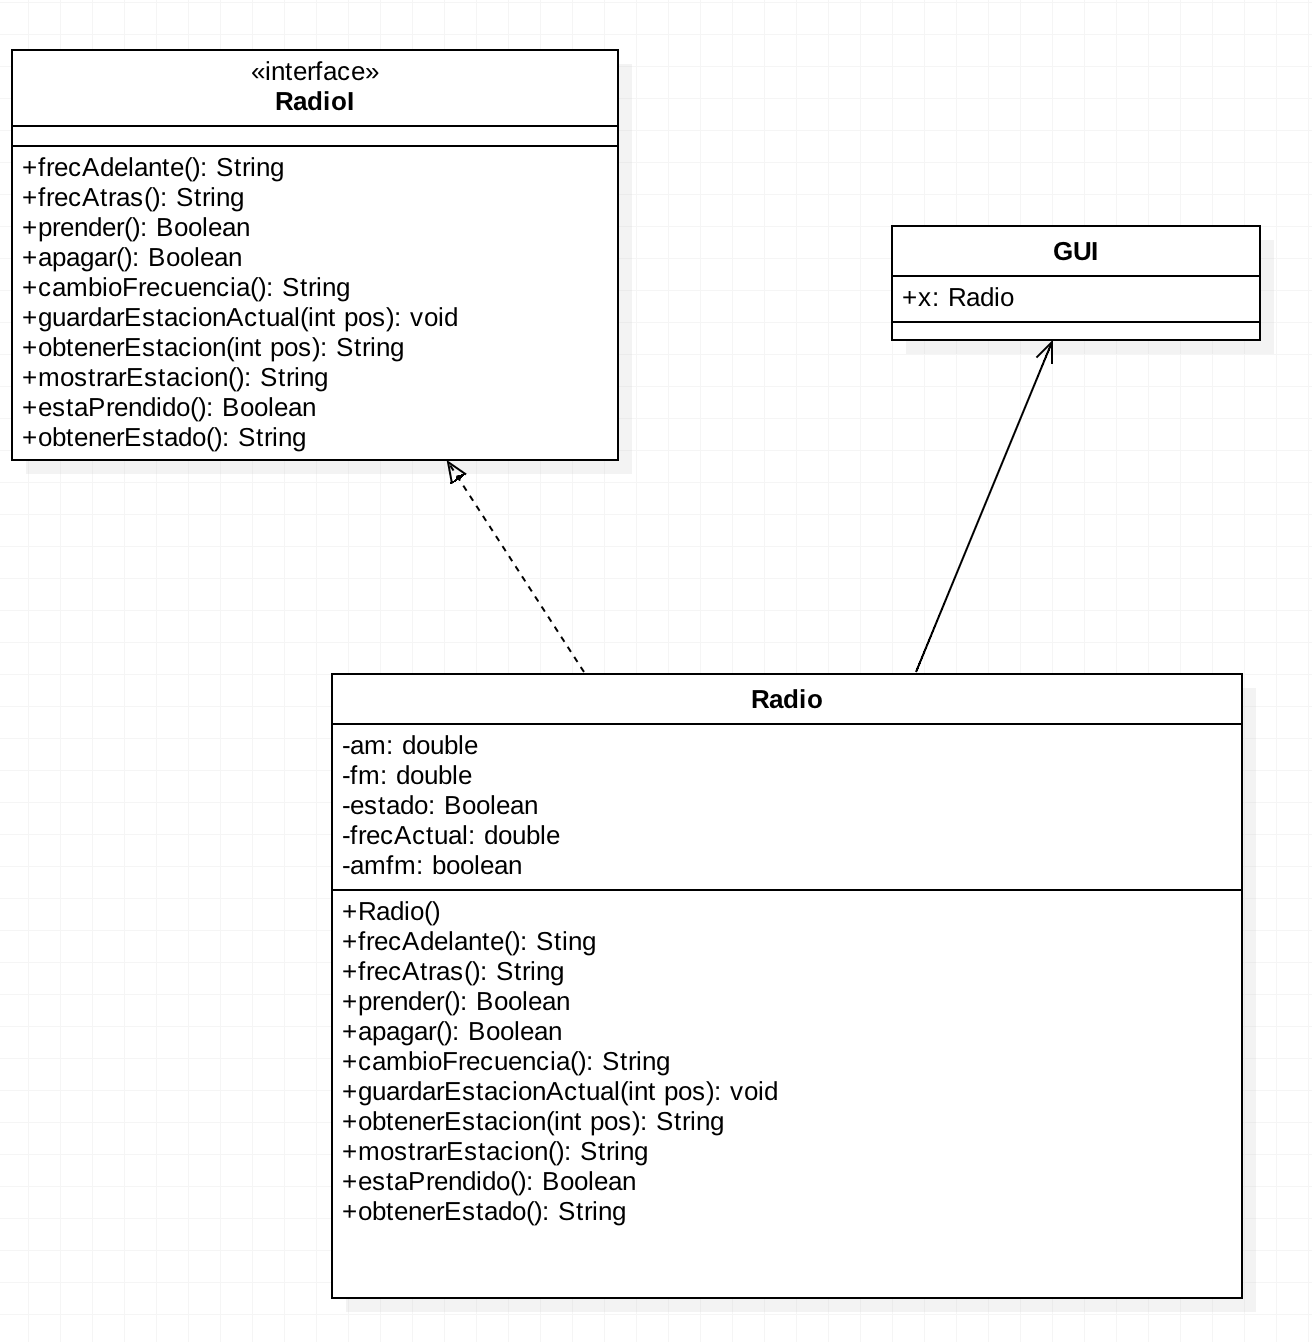 «interface»
RadioI
+frecAdelante(): String
+frecAtras(): String
+prender(): Boolean
+apagar(): Boolean
+cambioFrecuencia(): String
+guardarEstacionActual(int pos): void
+obtenerEstacion(int pos): String
+mostrarEstacion(): String
+estaPrendido(): Boolean
+obtenerEstado(): String
GUI
+x: Radio
Radio
-am: double
-fm: double
-estado: Boolean
-frecActual: double
-amfm: boolean
+Radio()
+frecAdelante(): Sting
+frecAtras(): String
+prender(): Boolean
+apagar(): Boolean
+cambioFrecuencia(): String
+guardarEstacionActual(int pos): void
+obtenerEstacion(int pos): String
+mostrarEstacion(): String
+estaPrendido(): Boolean
+obtenerEstado(): String